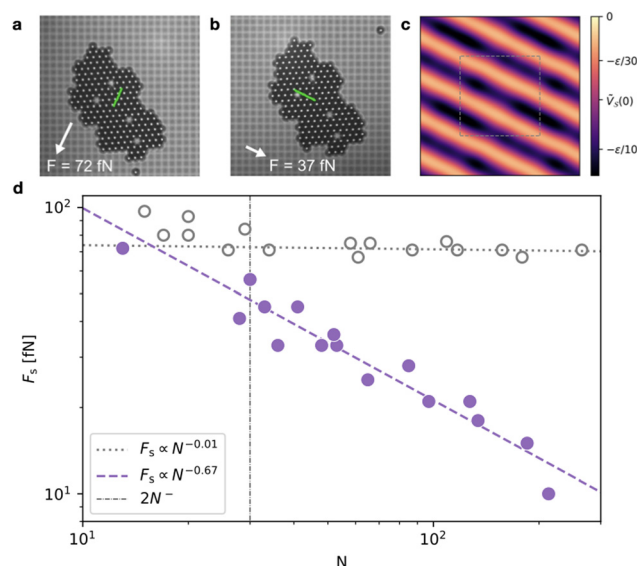 a
b
c
F = 72 fN
F = 37 fN
0
−ε/30
Ṽₛ(0)
−ε/10
d
10²
10¹
Fₛ [fN]
Fₛ ∝ N⁻⁰·⁰¹
Fₛ ∝ N⁻⁰·⁶⁷
2N⁻
10¹
10²
N